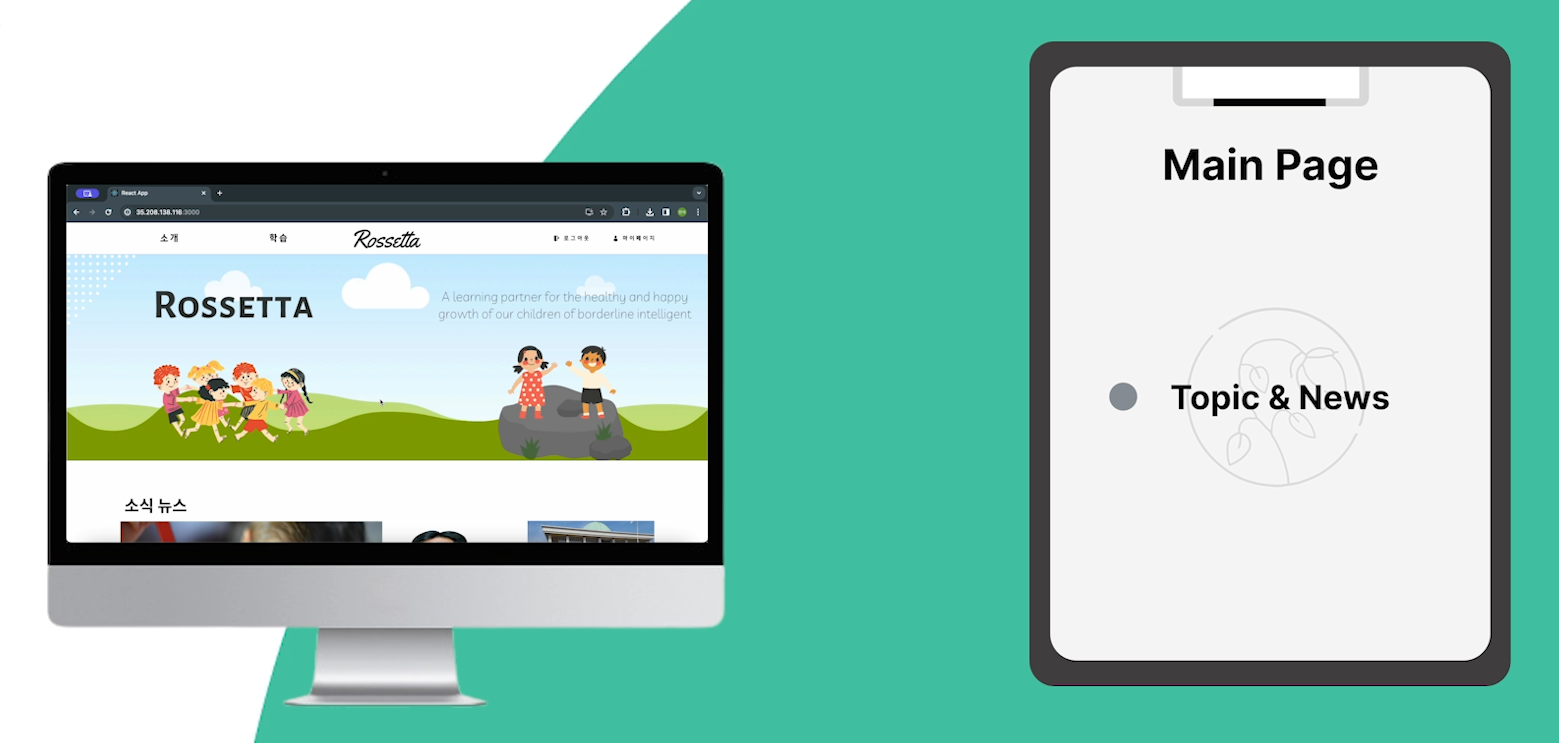 React App
35.208.138.116:3000
소개
학습
Rossetta
로그아웃
마이페이지
ROSSETTA
A learning partner for the healthy and happy
growth of our children of borderline intelligent
소식 뉴스
Main Page
Topic & News